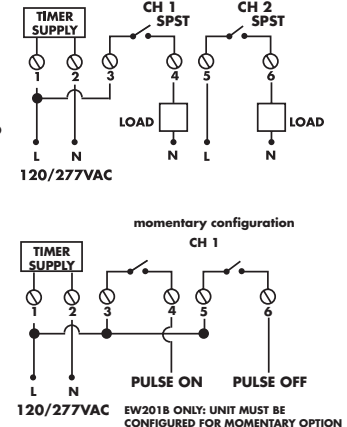 CH 1
SPST
CH 2
SPST
TIMER
SUPPLY
1 2 3 4 5 6
LOAD LOAD
L N N L N
120/277VAC
momentary configuration
CH 1
TIMER
SUPPLY
1 2 3 4 5 6
L N
PULSE ON PULSE OFF
120/277VAC
EW201B ONLY: UNIT MUST BE
CONFIGURED FOR MOMENTARY OPTION